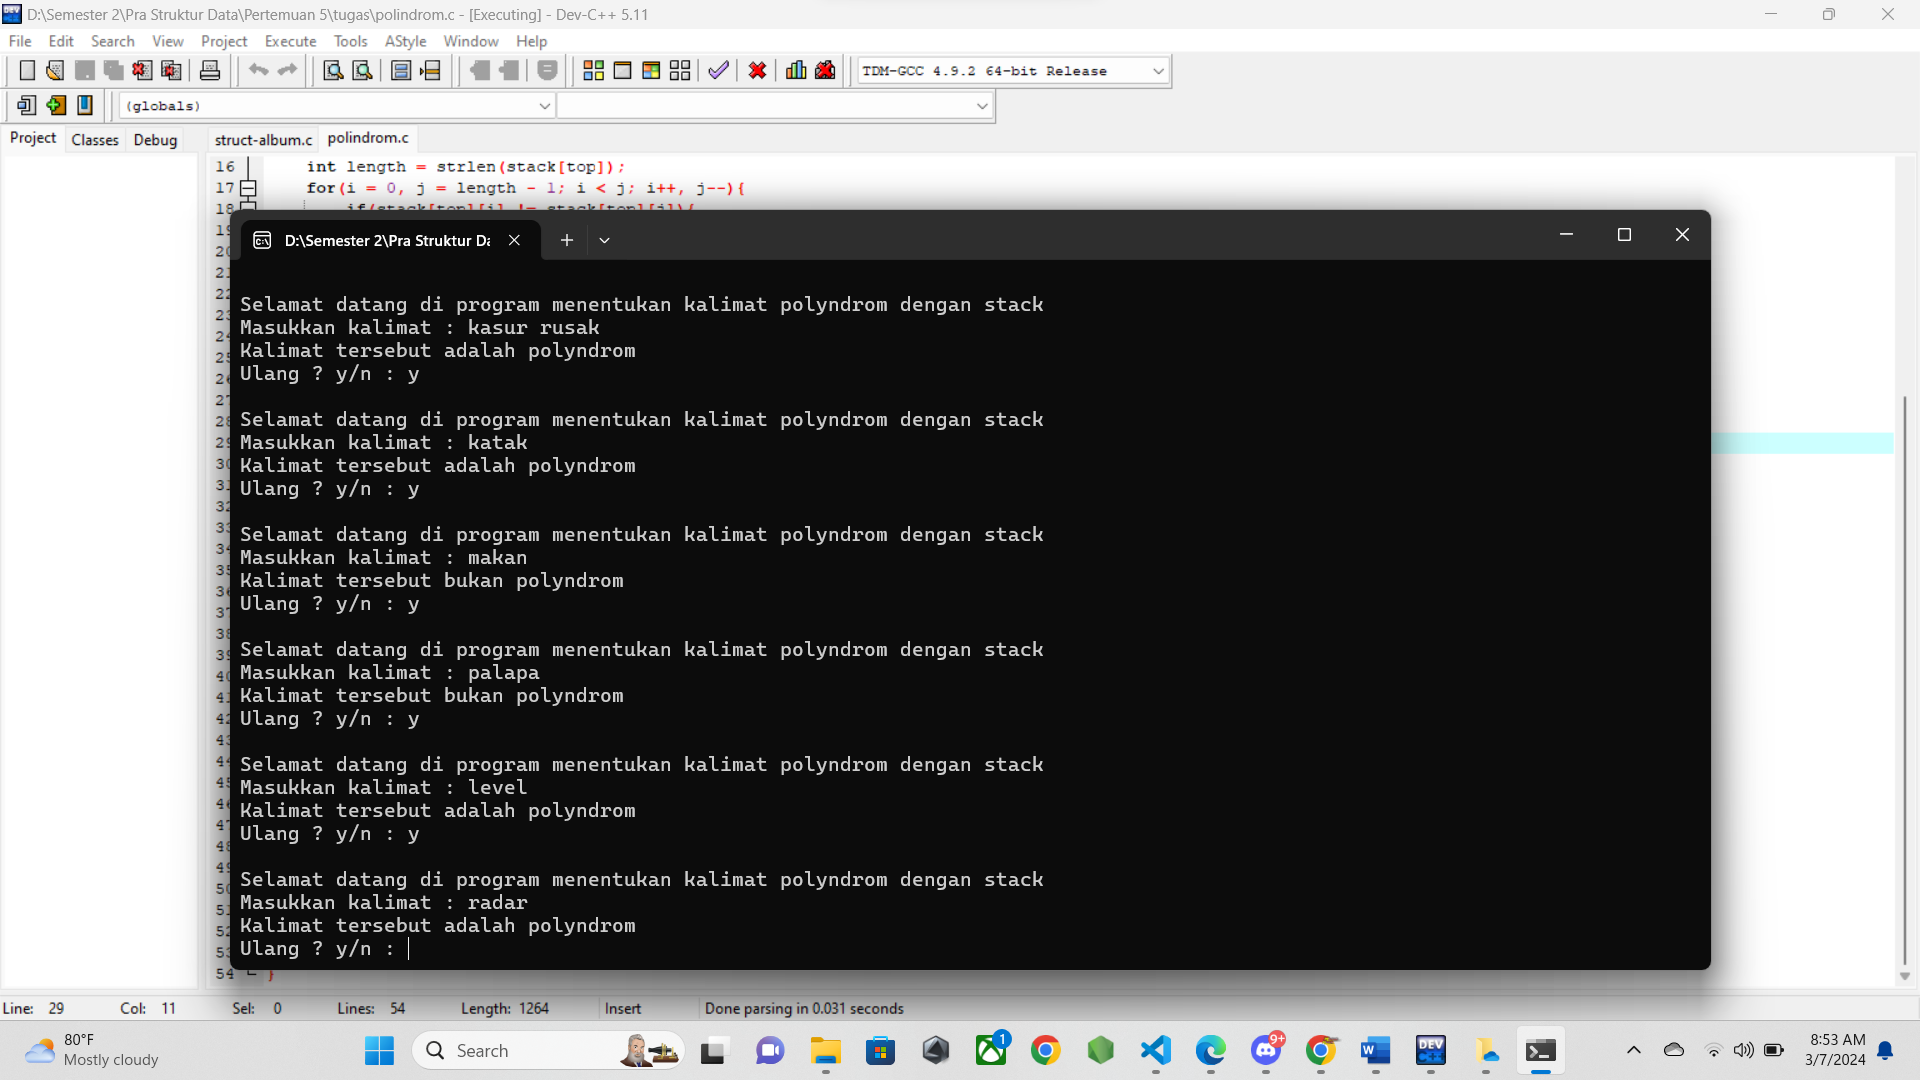 D:\Semester 2\Pra Struktur Data\Pertemuan 5\tugas\polindrom.c - [Executing] - Dev-C++ 5.11
File Edit Search View Project Execute Tools AStyle Window Help
TDM-GCC 4.9.2 64-bit Release
(globals)
Project Classes Debug struct-album.c polindrom.c
16 int length = strlen(stack[top]);
17 for(i = 0, j = length - 1; i < j; i++, j--){
18 if(stack[top][i] != stack[top][j]){
D:\Semester 2\Pra Struktur Da
Selamat datang di program menentukan kalimat polyndrom dengan stack
Masukkan kalimat : kasur rusak
Kalimat tersebut adalah polyndrom
Ulang ? y/n : y
Selamat datang di program menentukan kalimat polyndrom dengan stack
Masukkan kalimat : katak
Kalimat tersebut adalah polyndrom
Ulang ? y/n : y
Selamat datang di program menentukan kalimat polyndrom dengan stack
Masukkan kalimat : makan
Kalimat tersebut bukan polyndrom
Ulang ? y/n : y
Selamat datang di program menentukan kalimat polyndrom dengan stack
Masukkan kalimat : palapa
Kalimat tersebut bukan polyndrom
Ulang ? y/n : y
Selamat datang di program menentukan kalimat polyndrom dengan stack
Masukkan kalimat : level
Kalimat tersebut adalah polyndrom
Ulang ? y/n : y
Selamat datang di program menentukan kalimat polyndrom dengan stack
Masukkan kalimat : radar
Kalimat tersebut adalah polyndrom
Ulang ? y/n :
54 }
Line: 29 Col: 11 Sel: 0 Lines: 54 Length: 1264 Insert Done parsing in 0.031 seconds
80°F
Mostly cloudy
Search
1
9+
8:53 AM
3/7/2024